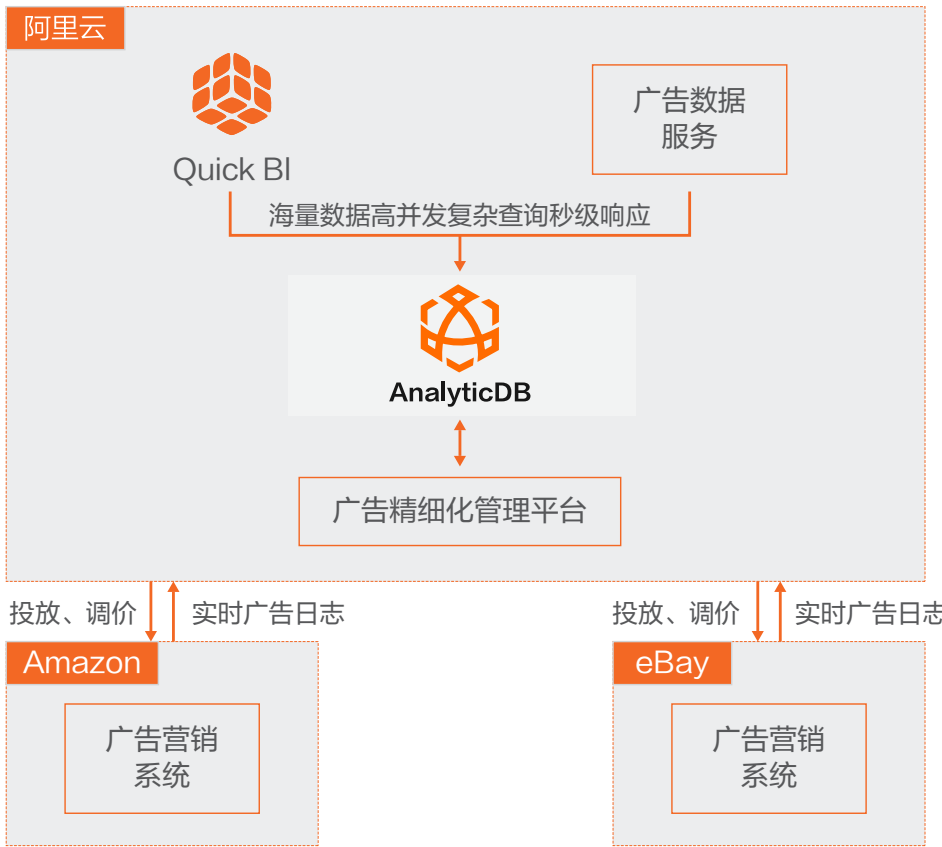 阿里云
Quick BI
广告数据
服务
海量数据高并发复杂查询秒级响应
AnalyticDB
广告精细化管理平台
投放、调价
实时广告日志
投放、调价
实时广告日志
Amazon
eBay
广告营销
系统
广告营销
系统